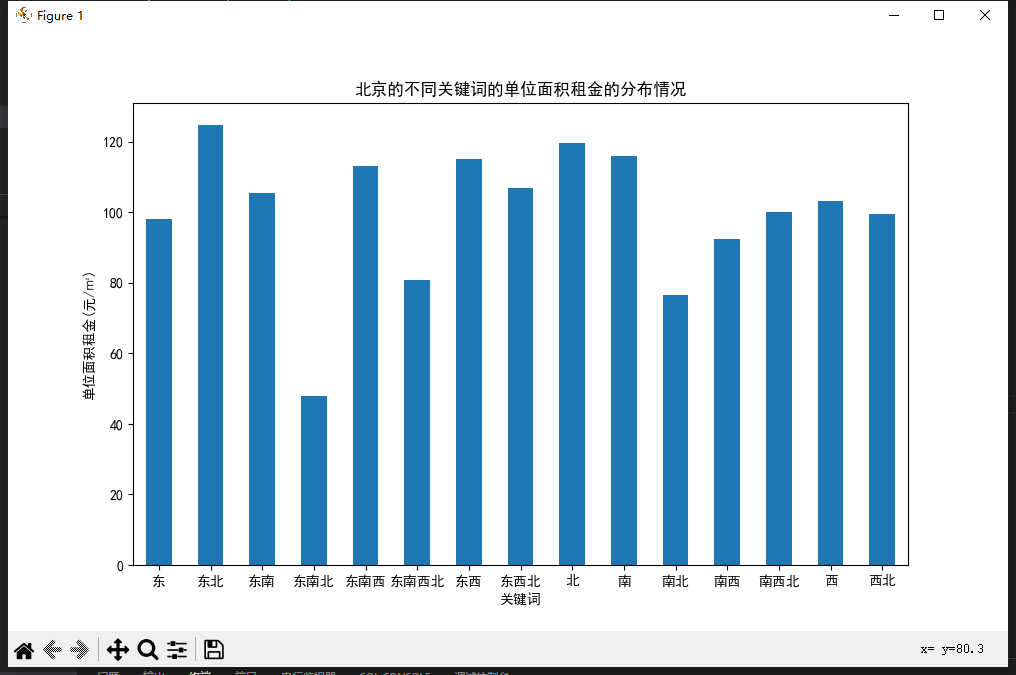 Figure 1
北京的不同关键词的单位面积租金的分布情况
单位面积租金(元/㎡)
120
100
80
60
40
20
0
东 东北 东南 东南北 东南西 东南西北 东西 东西北 北 南 南北 南西 南西北 西 西北
关键词
x= y=80.3